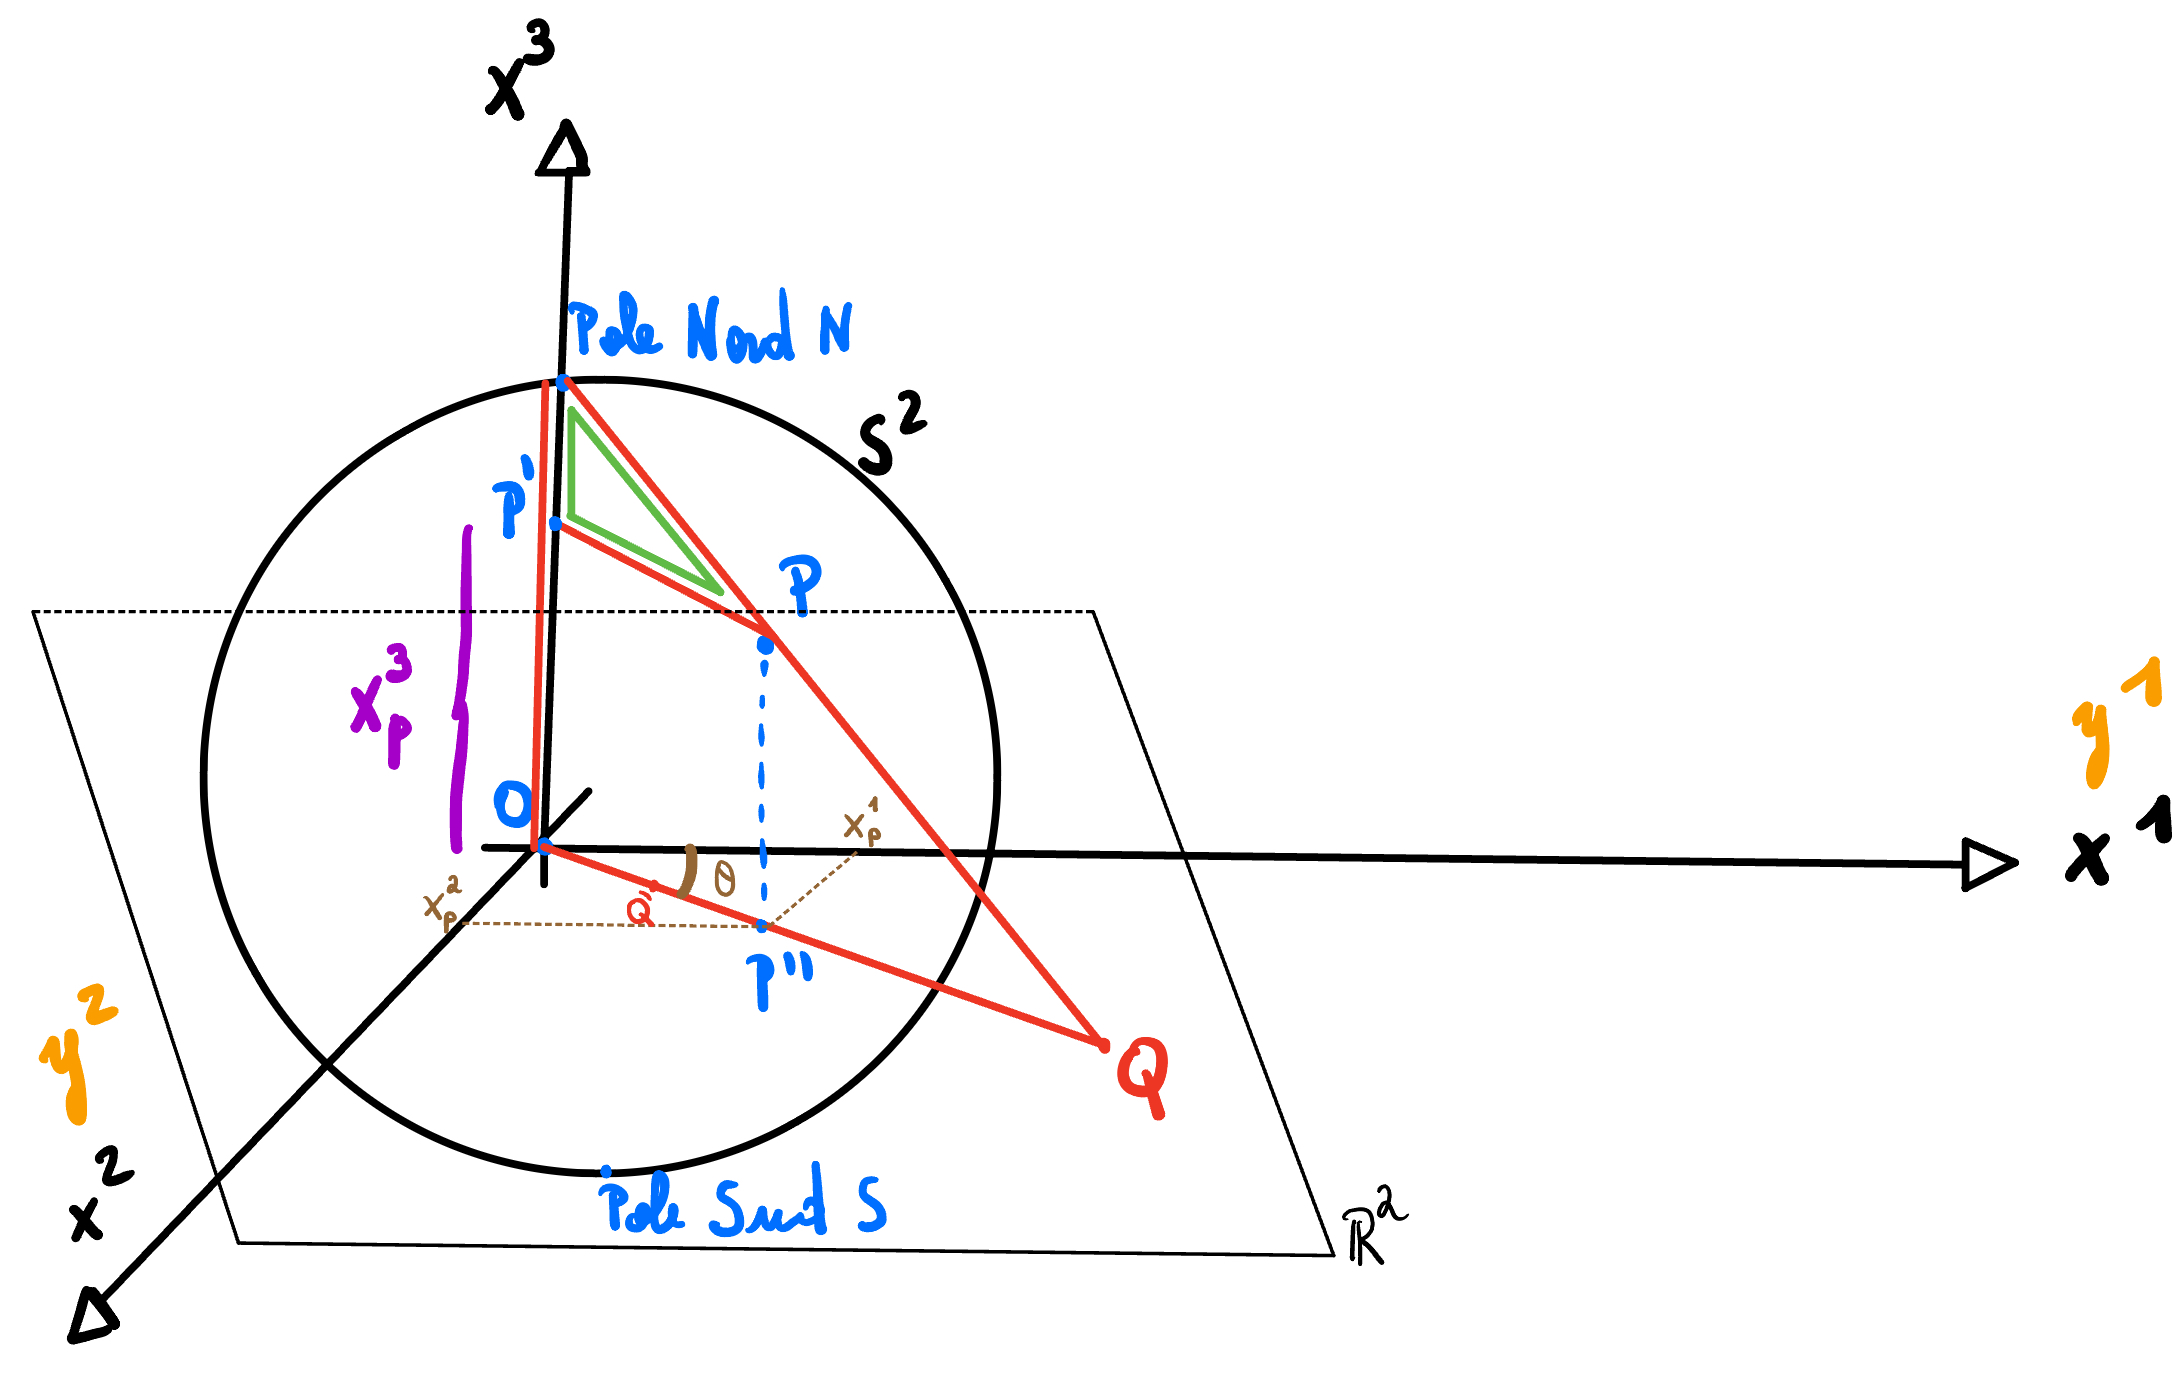 x³
Pole Nord N
S²
P'
P
x³ₚ
y¹
O
x¹ₚ
x¹
θ
x²ₚ
Q'
P''
y²
Q
x²
Pole Sud S
ℝ²